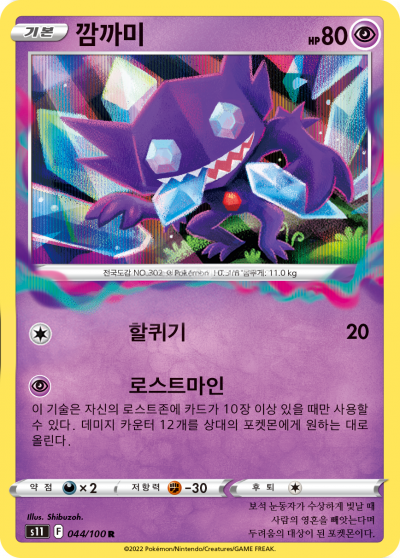 기본 깜까미 HP 80
전국도감 NO.302
11.0 kg
할퀴기 20
로스트마인
이 기술은 자신의 로스트존에 카드가 10장 이상 있을 때만 사용할
수 있다. 데미지 카운터 12개를 상대의 포켓몬에게 원하는 대로
올린다.
약점 ×2 저항력 -30 후퇴
Illus. Shibuzoh.
s11 F 044/100 R
보석 눈동자가 수상하게 빛날 때
사람의 영혼을 빼앗는다며
두려움의 대상이 된 포켓몬이다.
©2022 Pokémon/Nintendo/Creatures/GAME FREAK.